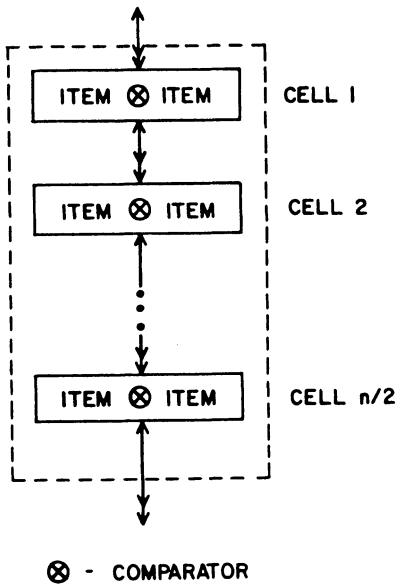 ITEM ⊗ ITEM CELL 1
ITEM ⊗ ITEM CELL 2
ITEM ⊗ ITEM CELL n/2
⊗ - COMPARATOR